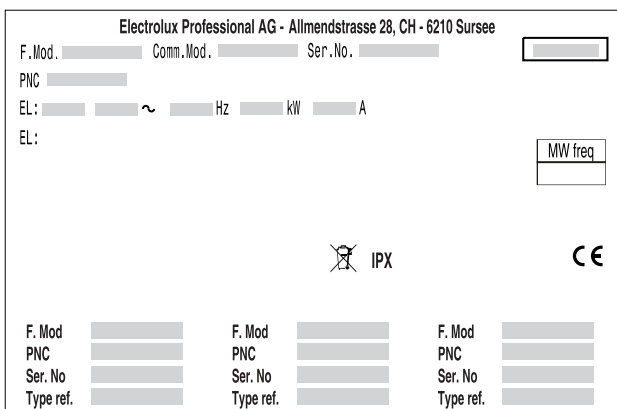 Electrolux Professional AG - Allmendstrasse 28, CH - 6210 Sursee
F.Mod. Comm.Mod. Ser.No.
PNC
EL: ~ Hz kW A
EL:
MW freq
IPX CE
F. Mod F. Mod F. Mod
PNC PNC PNC
Ser. No Ser. No Ser. No
Type ref. Type ref. Type ref.